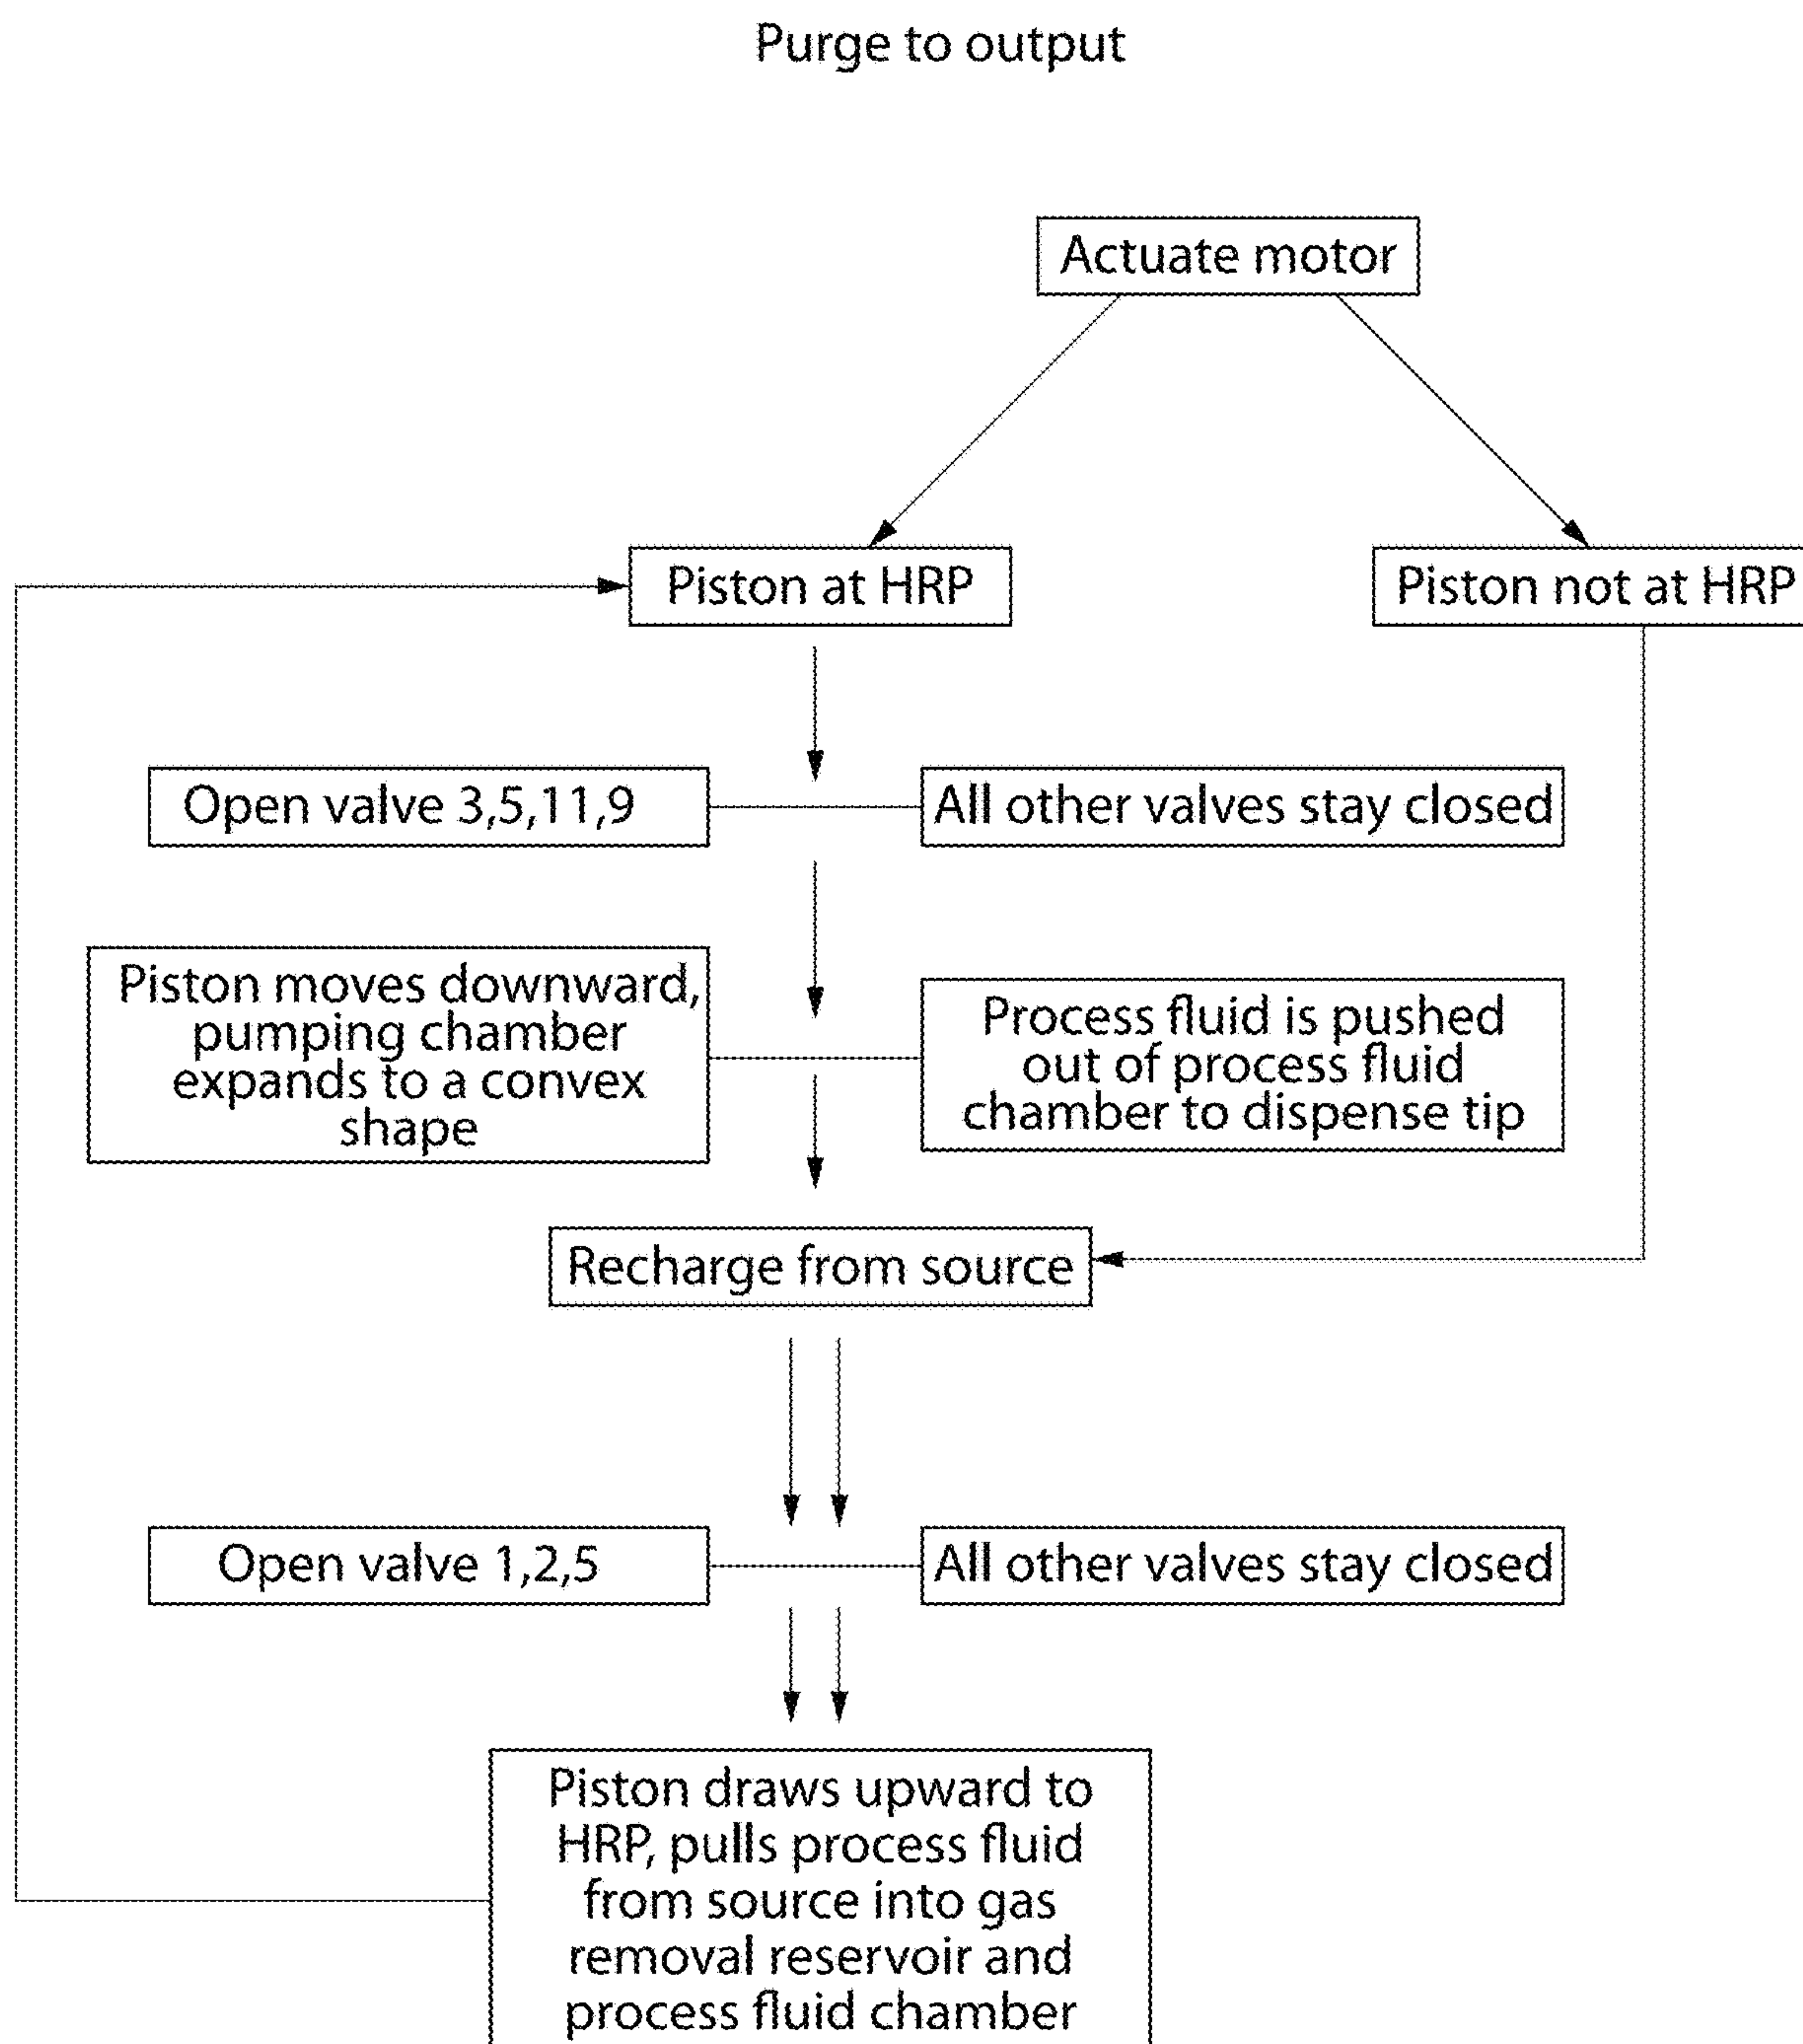 Purge to output
Actuate motor
Piston at HRP
Piston not at HRP
Open valve 3,5,11,9
All other valves stay closed
Piston moves downward,
pumping chamber
expands to a convex
shape
Process fluid is pushed
out of process fluid
chamber to dispense tip
Recharge from source
Open valve 1,2,5
All other valves stay closed
Piston draws upward to
HRP, pulls process fluid
from source into gas
removal reservoir and
process fluid chamber